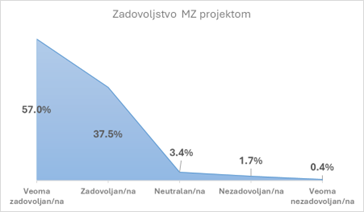 Zadovoljstvo MZ projektom
57.0%
37.5%
3.4%
1.7%
0.4%
Veoma zadovoljan/na
Zadovoljan/na
Neutralan/na
Nezadovoljan/na
Veoma nezadovoljan/na